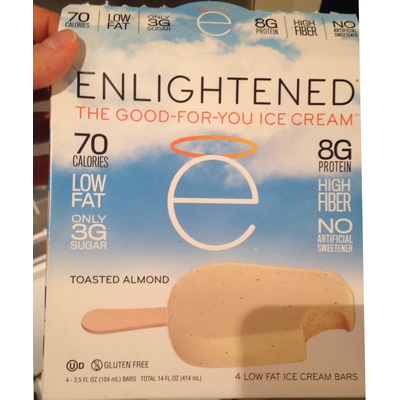 70 CALORIES | LOW FAT | ONLY 3G SUGAR
e
8G PROTEIN | HIGH FIBER | NO ARTIFICIAL SWEETENER
ENLIGHTENED
THE GOOD-FOR-YOU ICE CREAM™
70
CALORIES
LOW
FAT
ONLY
3G
SUGAR
e
8G
PROTEIN
HIGH
FIBER
NO
ARTIFICIAL
SWEETENER
TOASTED ALMOND
UD GLUTEN FREE
4 - 3.5 FL OZ (104 mL) BARS TOTAL 14 FL OZ (414 mL)
4 LOW FAT ICE CREAM BARS